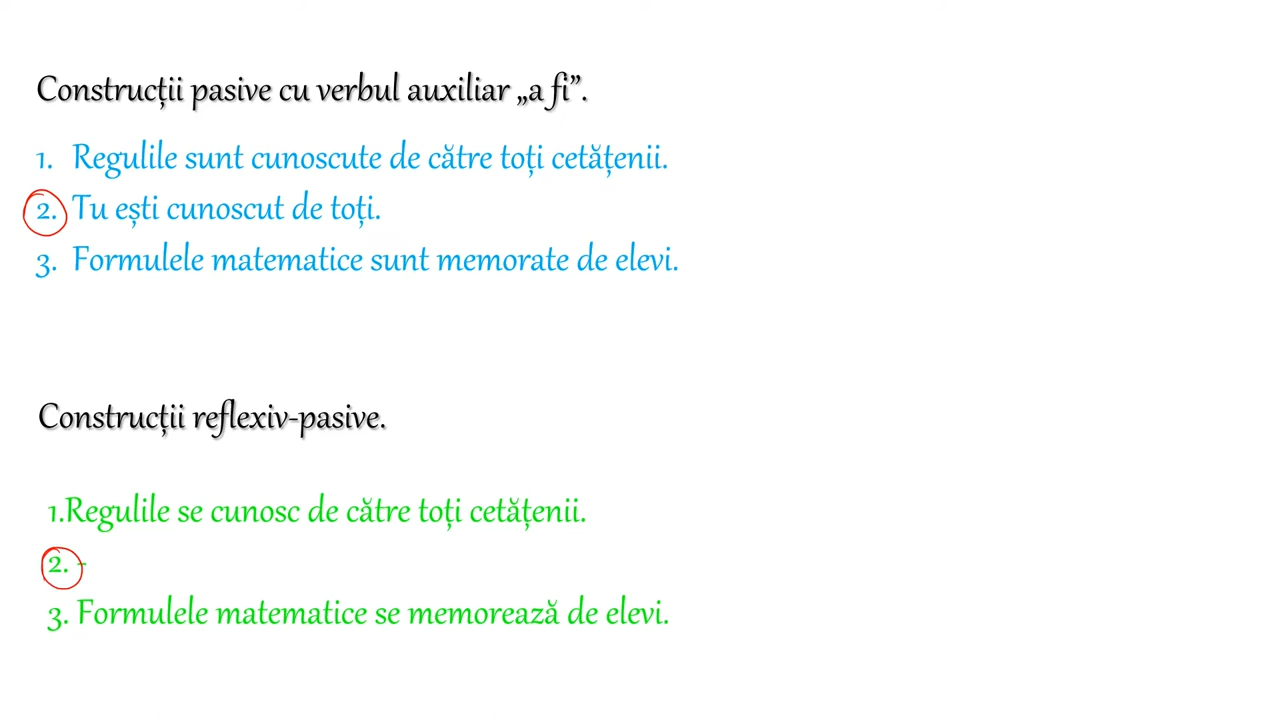 Construcții pasive cu verbul auxiliar „a fi”.
1. Regulile sunt cunoscute de către toți cetățenii.
2. Tu ești cunoscut de toți.
3. Formulele matematice sunt memorate de elevi.
Construcții reflexiv-pasive.
1.Regulile se cunosc de către toți cetățenii.
2. -
3. Formulele matematice se memorează de elevi.